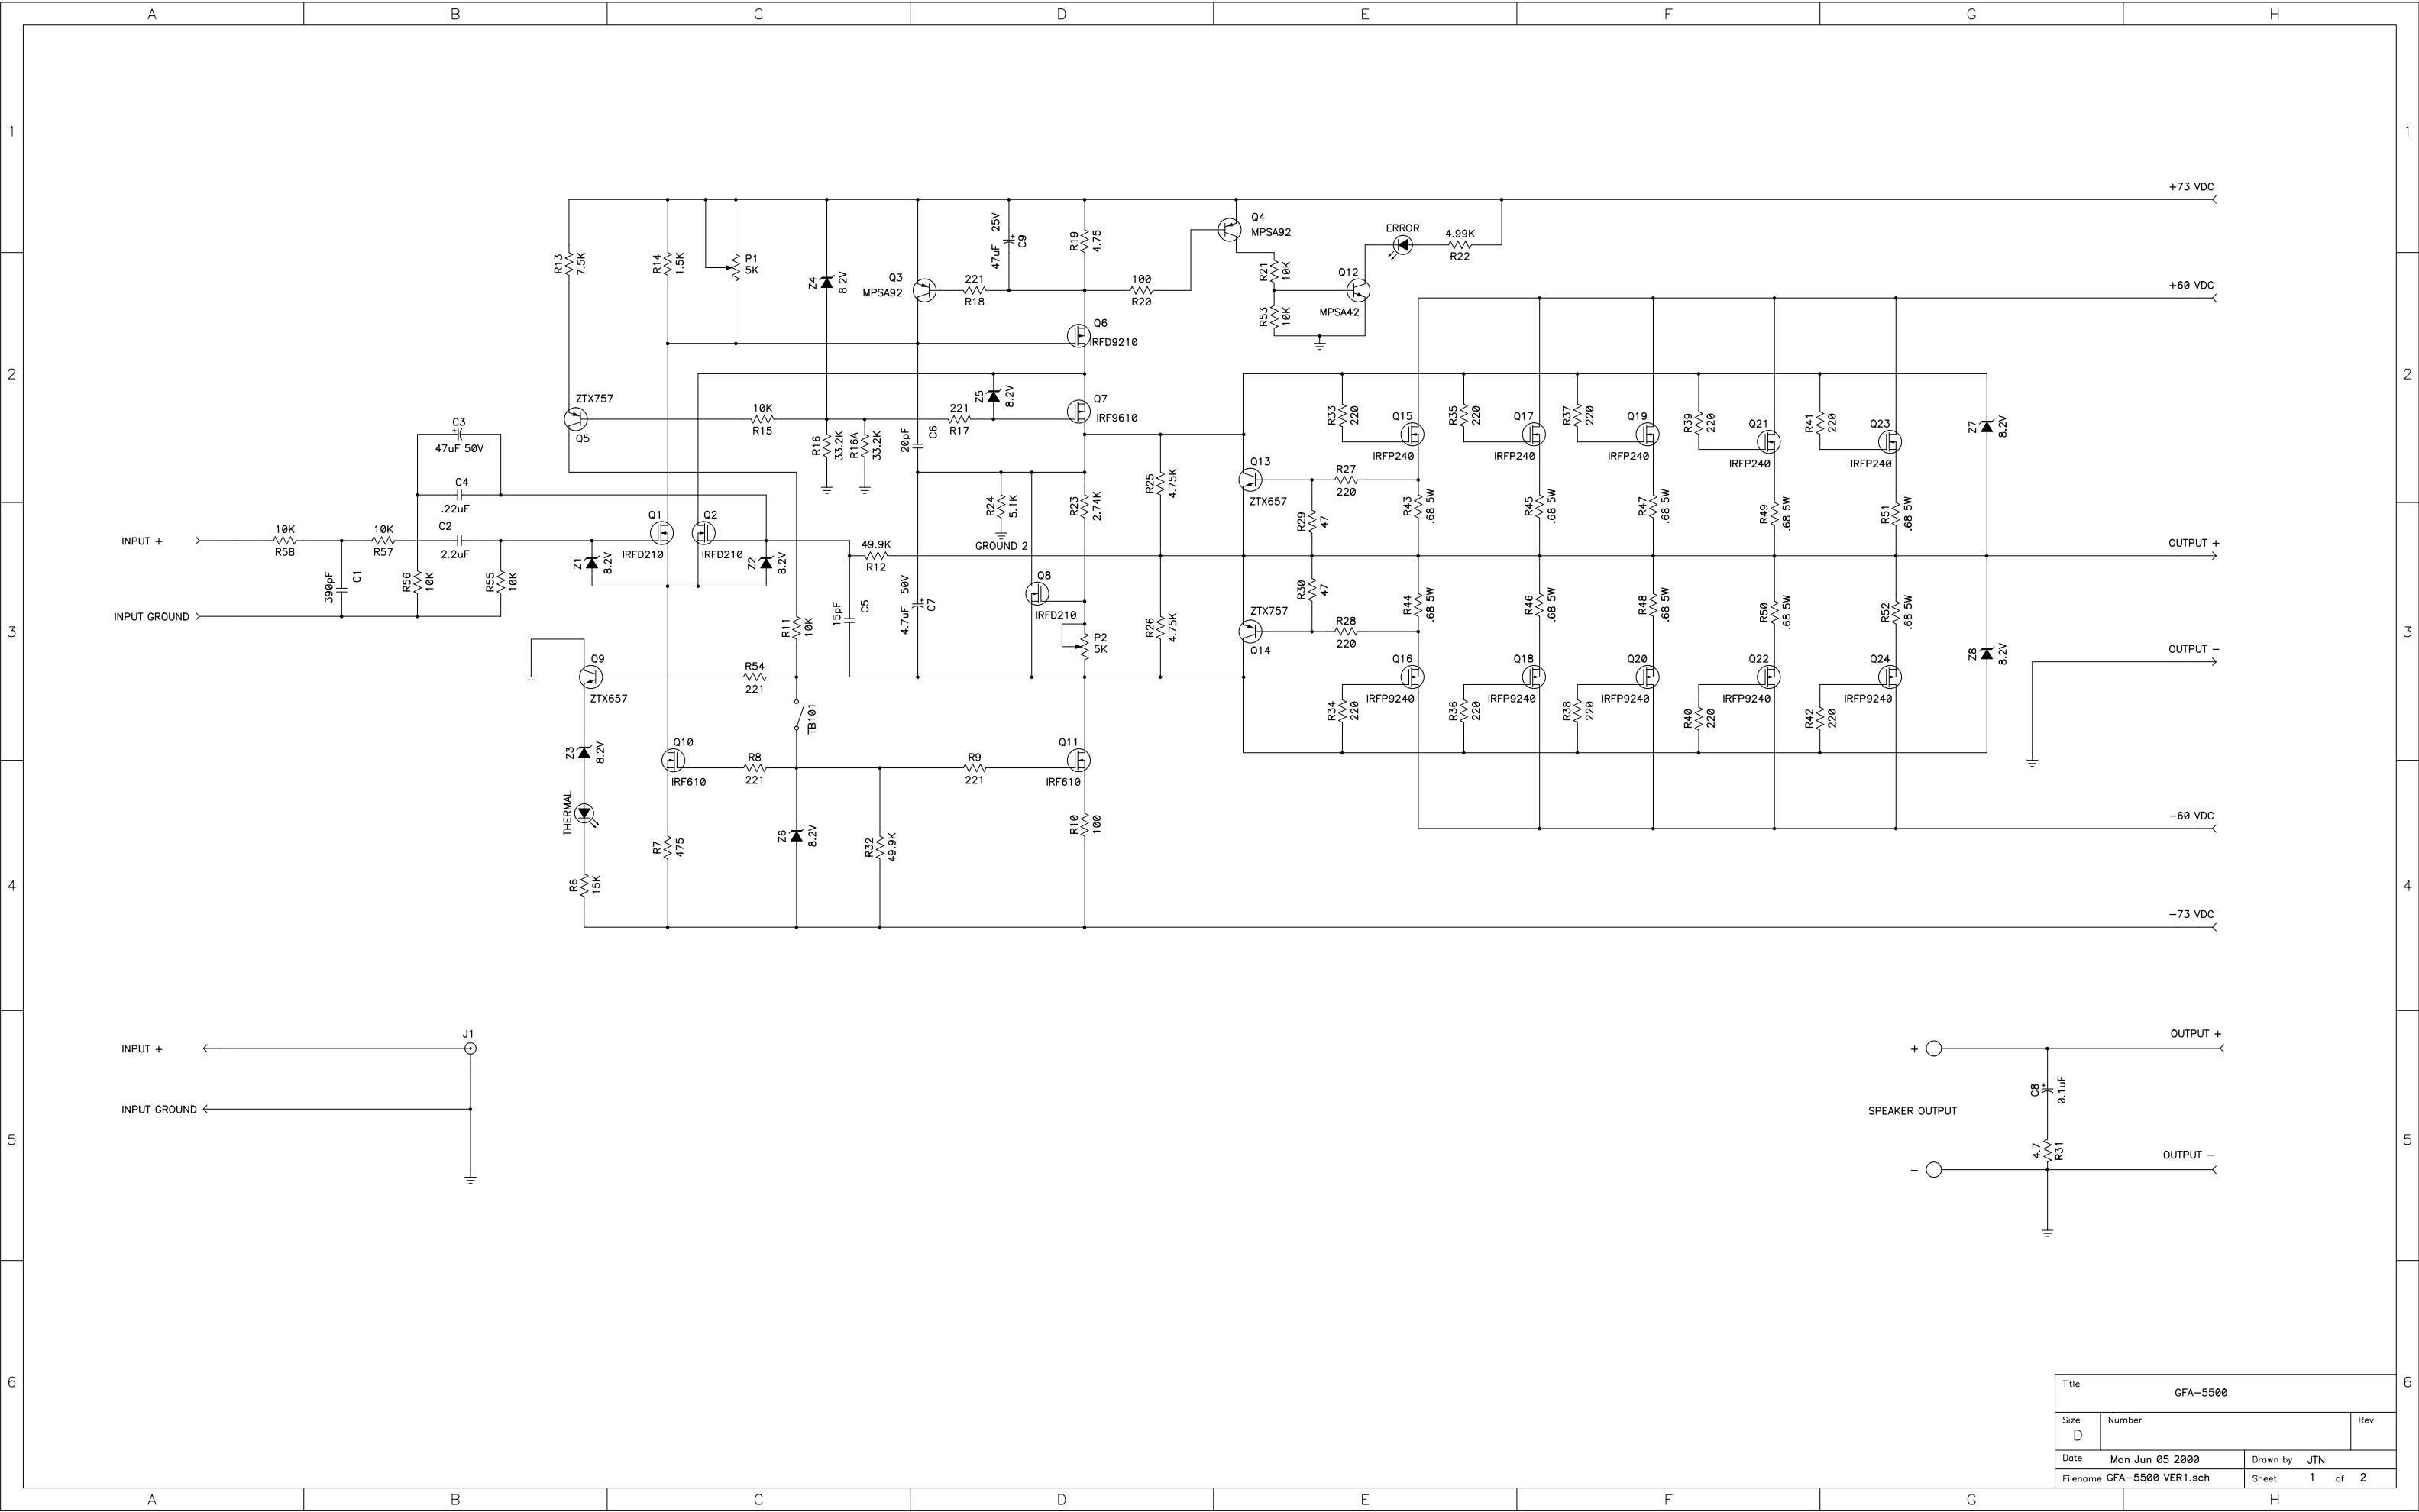 A B C D E F G H
1 1
+73 VDC
Q4
MPSA92
ERROR
4.99K
R22
R13
7.5K
R14
1.5K
P1
5K
Z4
8.2V
Q3
MPSA92
47uF 25V
C9
221
R18
R19
4.75
100
R20
R21
10K
Q12
MPSA42
R53
10K
+60 VDC
Q6
IRFD9210
2 2
ZTX757
Q5
10K
R15
R16
33.2K
R16A
33.2K
20pF
C6
221
R17
Z5
8.2V
Q7
IRF9610
R33
220
Q15
IRFP240
R35
220
Q17
IRFP240
R37
220
Q19
IRFP240
R39
220
Q21
IRFP240
R41
220
Q23
IRFP240
Z7
8.2V
C3
+
47uF 50V
C4
.22uF
C2
2.2uF
Q13
ZTX657
R27
220
R29
47
R43
.68 5W
R45
.68 5W
R47
.68 5W
R49
.68 5W
R51
.68 5W
R25
4.75K
R24
5.1K
GROUND 2
R23
2.74K
INPUT +
10K
R58
10K
R57
390pF
C1
R56
10K
R55
10K
INPUT GROUND
Z1
8.2V
Q1
IRFD210
Q2
IRFD210
Z2
8.2V
49.9K
R12
OUTPUT +
3 3
15pF
C5
4.7uF 50V
C7
Q8
IRFD210
P2
5K
R26
4.75K
R30
47
ZTX757
Q14
R28
220
R44
.68 5W
R46
.68 5W
R48
.68 5W
R50
.68 5W
R52
.68 5W
R11
10K
Q9
ZTX657
R54
221
TB101
Q16
IRFP9240
R34
220
Q18
IRFP9240
R36
220
Q20
IRFP9240
R38
220
Q22
IRFP9240
R40
220
Q24
IRFP9240
R42
220
Z8
8.2V
OUTPUT −
Z3
8.2V
Q10
IRF610
R8
221
R9
221
Q11
IRF610
THERMAL
R6
15K
R7
475
Z6
8.2V
R32
49.9K
R10
100
−60 VDC
4 4
−73 VDC
INPUT +
J1
INPUT GROUND
OUTPUT +
+
C8
+
0.1uF
SPEAKER OUTPUT
4.7
R31
OUTPUT −
−
5 5
6 6
Title
GFA−5500
Size
D
Number
Rev
Date Mon Jun 05 2000
Drawn by JTN
Filename GFA−5500 VER1.sch
Sheet 1 of 2
A B C D E F G H